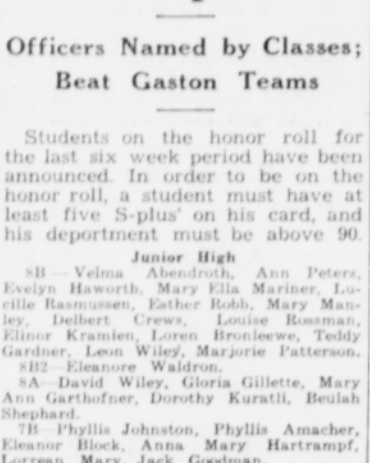 Officers Named by Classes;
Beat Gaston Teams
Students on the honor roll for
the last six week period have been
announced. In order to be on the
honor roll, a student must have at
least five S-plus' on his card, and
his deportment must be above 90.
Junior High
8B—Velma Abendroth, Ann Peters,
Evelyn Haworth, Mary Ella Mariner, Lu-
cille Rasmussen, Esther Robb, Mary Man-
ley, Delbert Crews, Louise Rossman,
Elinor Kramien, Loren Bronleewe, Teddy
Gardner, Leon Wiley, Marjorie Patterson.
8B2—Eleanore Waldron.
8A—David Wiley, Gloria Gillette, Mary
Ann Garthofner, Dorothy Kuratli, Beulah
Shephard.
7B—Phyllis Johnston, Phyllis Amacher,
Eleanor Block, Anna Mary Hartrampf,
Mary Jack Goodman